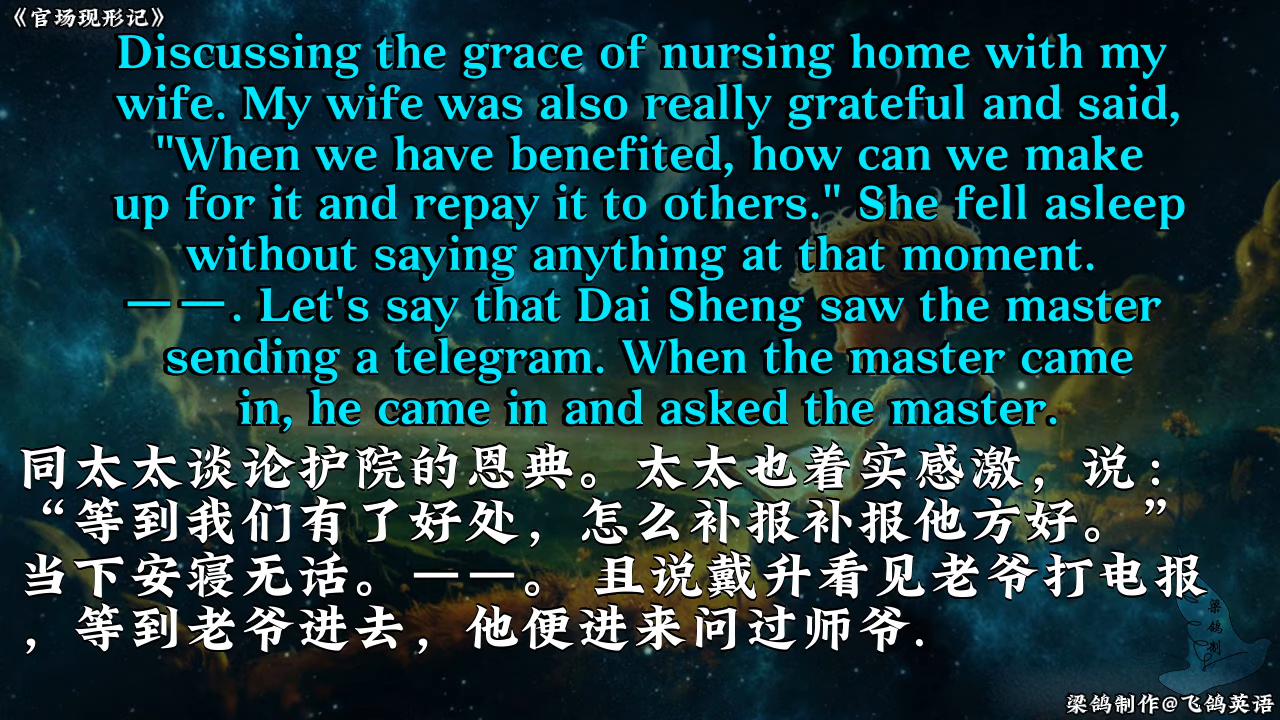 《官场现形记》
Discussing the grace of nursing home with my
wife. My wife was also really grateful and said,
"When we have benefited, how can we make
up for it and repay it to others." She fell asleep
without saying anything at that moment.
一一. Let's say that Dai Sheng saw the master
sending a telegram. When the master came
in, he came in and asked the master.
同太太谈论护院的恩典。太太也着实感激，说：
“等到我们有了好处，怎么补报补报他方好。”
当下安寝无话。一一。 且说戴升看见老爷打电报
，等到老爷进去，他便进来问过师爷.
梁鸽制
梁鸽制作@飞鸽英语